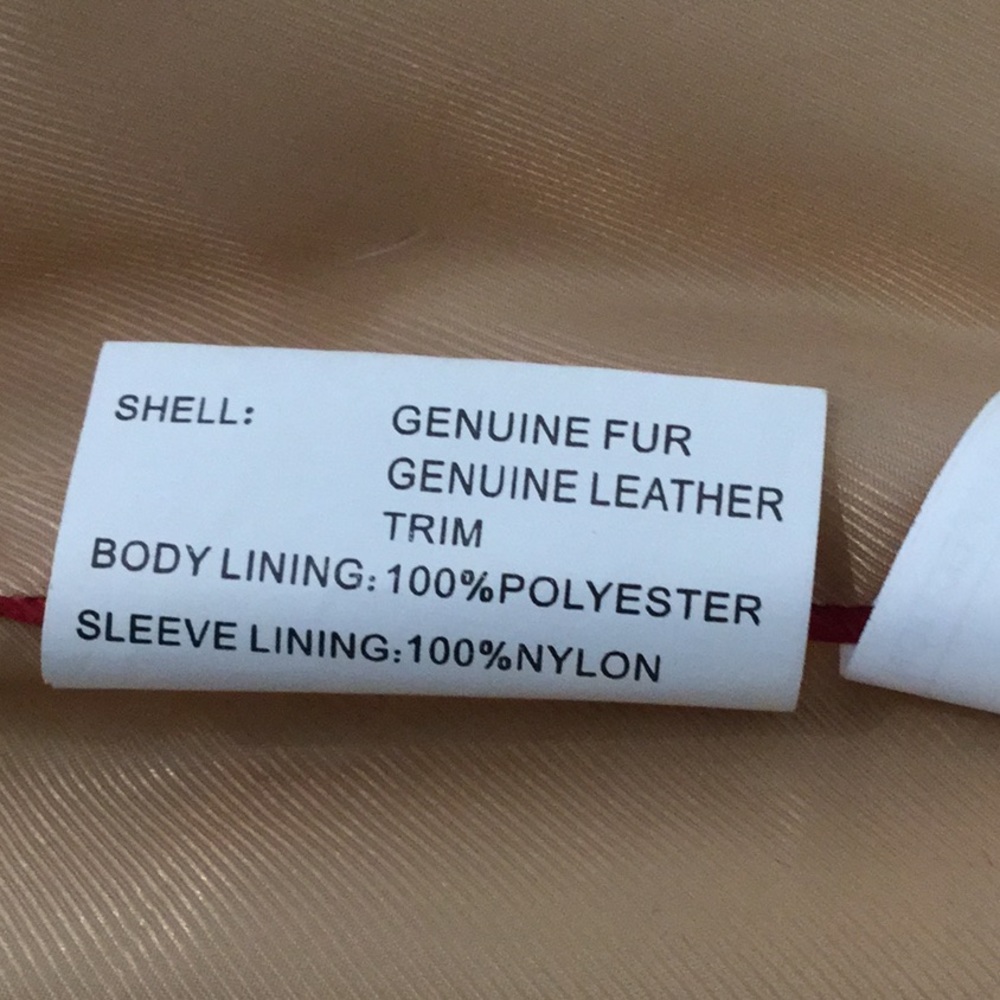 SHELL: GENUINE FUR
GENUINE LEATHER
TRIM
BODY LINING: 100%POLYESTER
SLEEVE LINING:100%NYLON